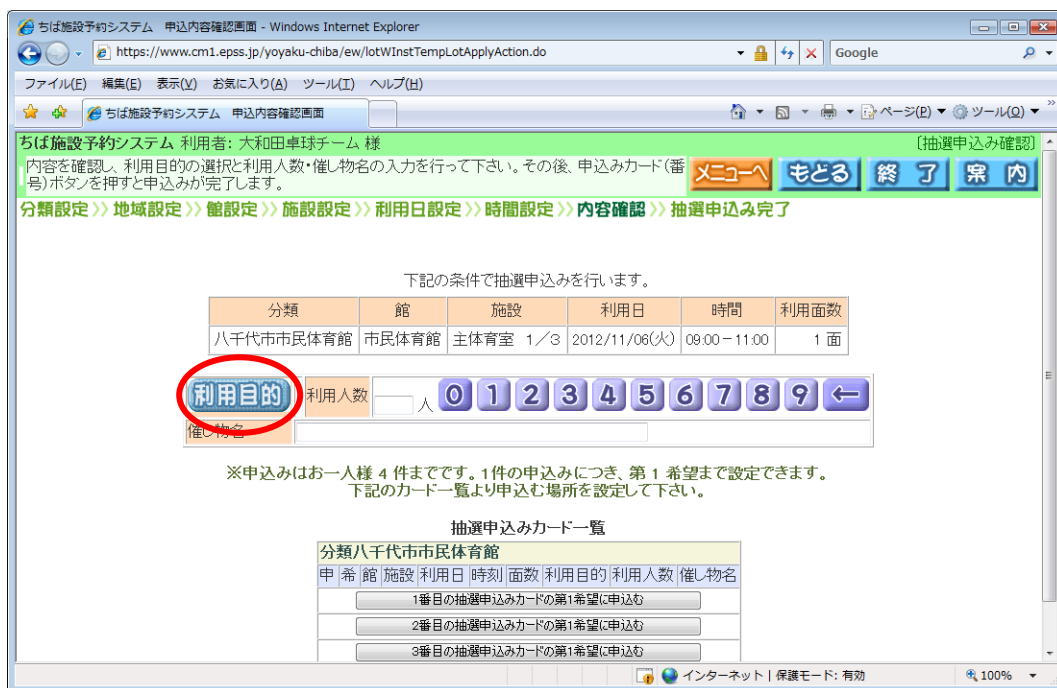 ちば施設予約システム 申込内容確認画面 - Windows Internet Explorer
https://www.cm1.epss.jp/yoyaku-chiba/ew/lotWInstTempLotApplyAction.do
Google
ファイル(F) 編集(E) 表示(V) お気に入り(A) ツール(T) ヘルプ(H)
ちば施設予約システム 申込内容確認画面
ページ(P) ツール(O)
ちば施設予約システム 利用者: 大和田卓球チーム 様 [抽選申込み確認]
内容を確認し、利用目的の選択と利用人数・催し物名の入力を行って下さい。その後、申込みカード(番
号)ボタンを押すと申込みが完了します。
メニューへ もどる 終了 案内
分類設定>>地域設定>>館設定>>施設設定>>利用日設定>>時間設定>>内容確認>>抽選申込み完了
下記の条件で抽選申込みを行います。
分類 館 施設 利用日 時間 利用面数
八千代市市民体育館 市民体育館 主体育室 1/3 2012/11/06(火) 09:00-11:00 1 面
利用目的 利用人数 人 0 1 2 3 4 5 6 7 8 9 ←
催し物名
※申込みはお一人様 4 件までです。1件の申込みにつき、第 1 希望まで設定できます。
下記のカード一覧より申込む場所を設定して下さい。
抽選申込みカード一覧
分類八千代市市民体育館
申 希 館 施設 利用日 時刻 面数 利用目的 利用人数 催し物名
1番目の抽選申込みカードの第1希望に申込む
2番目の抽選申込みカードの第1希望に申込む
3番目の抽選申込みカードの第1希望に申込む
インターネット | 保護モード: 有効 100%